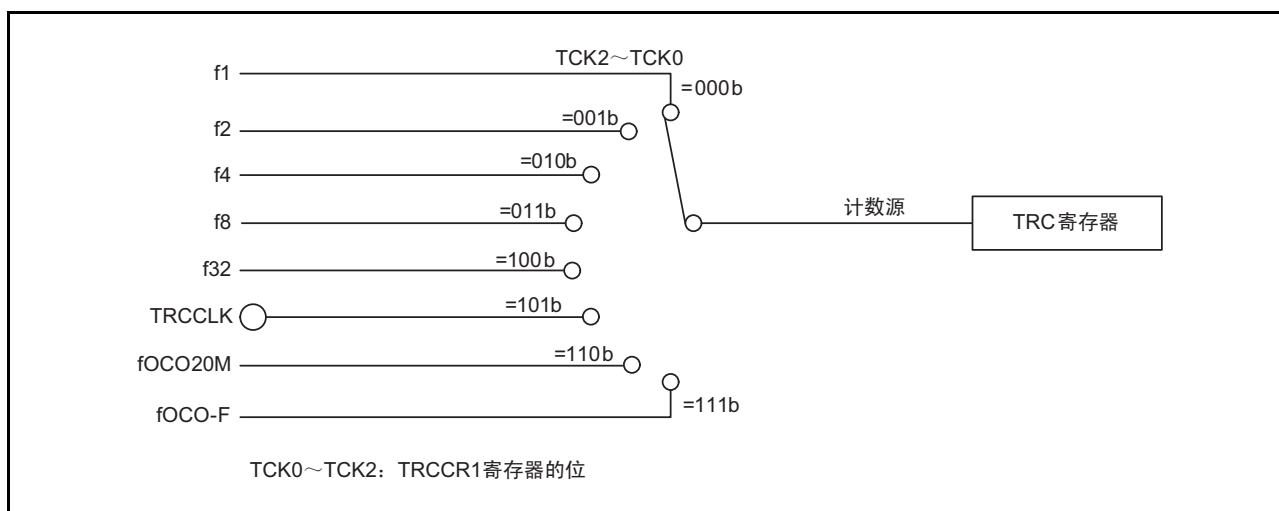 TCK2～TCK0
f1
=000b
f2
=001b
f4
=010b
f8
=011b
计数源
TRC寄存器
f32
=100b
TRCCLK
=101b
fOCO20M
=110b
fOCO-F
=111b
TCK0～TCK2：TRCCR1寄存器的位